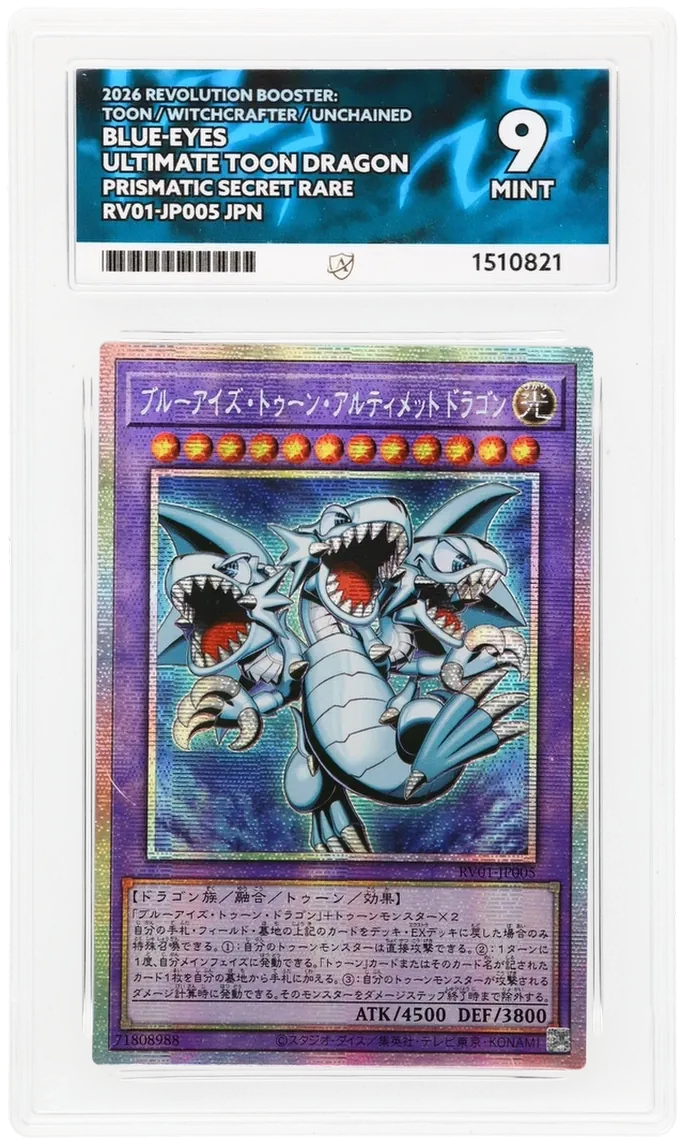 2026 REVOLUTION BOOSTER:
TOON/WITCHCRAFTER/UNCHAINED
BLUE-EYES
ULTIMATE TOON DRAGON
PRISMATIC SECRET RARE
RV01-JP005 JPN
9
MINT
1510821
ブルーアイズ・トゥーン・アルティメットドラゴン
光
RV01-JP005
【ドラゴン族／融合／トゥーン／効果】
「ブルーアイズ・トゥーン・ドラゴン」＋トゥーンモンスター×２
自分の手札・フィールド・墓地の上記のカードをデッキ・EXデッキに戻した場合のみ
特殊召喚できる。①：自分のトゥーンモンスターは直接攻撃できる。②：１ターンに
１度、自分メインフェイズに発動できる。「トゥーン」カードまたはそのカード名が記された
カード１枚を自分の墓地から手札に加える。③：自分のトゥーンモンスターが攻撃される
ダメージ計算時に発動できる。そのモンスターをダメージステップ終了時まで除外する。
ATK/4500 DEF/3800
71808988
©スタジオ・ダイス／集英社・テレビ東京・KONAMI